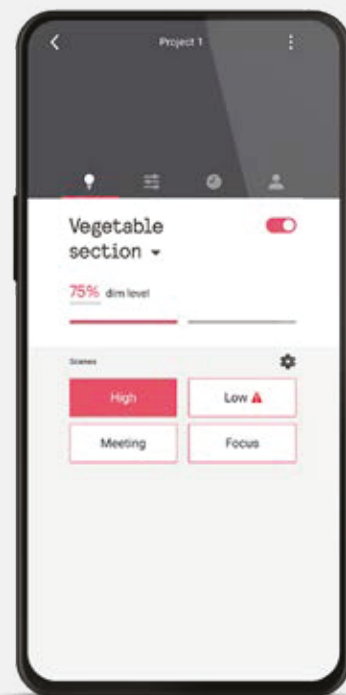 Project 1
Vegetable
section
75% dim level
Scenes
High
Low
Meeting
Focus